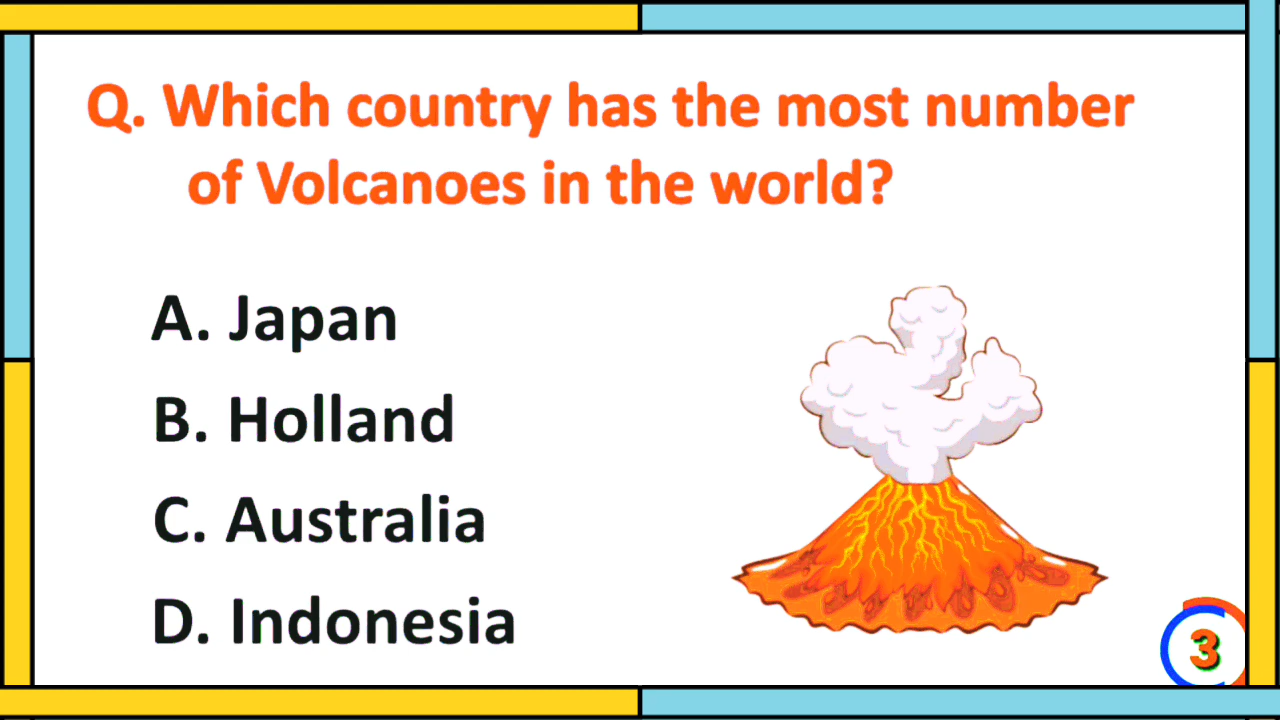 Q. Which country has the most number
of Volcanoes in the world?
A. Japan
B. Holland
C. Australia
D. Indonesia
3